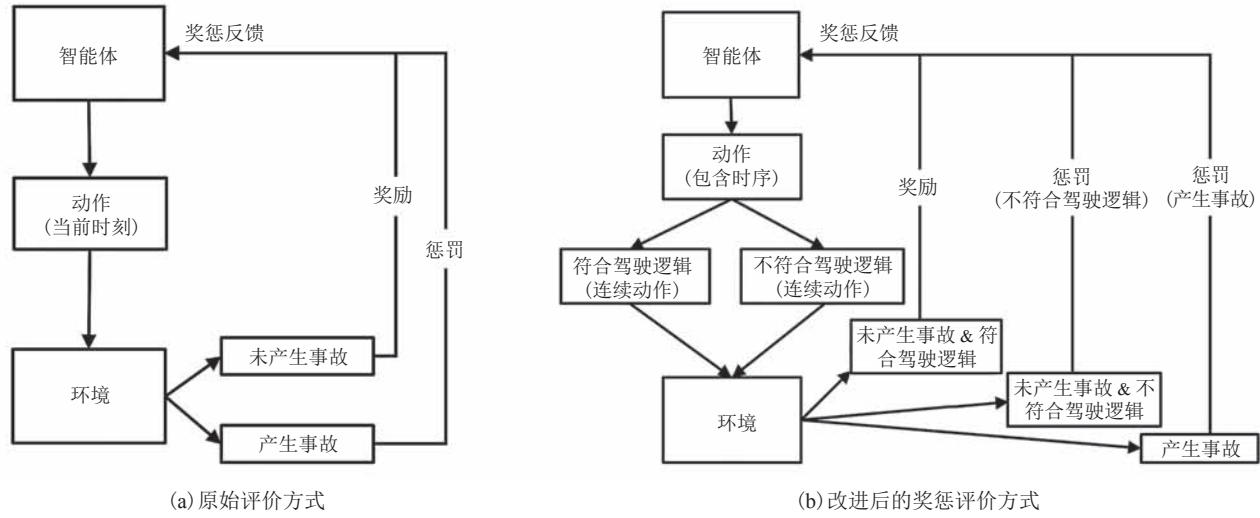 奖惩反馈
智能体
动作
(当前时刻)
奖励
惩罚
未产生事故
环境
产生事故
(a) 原始评价方式
奖惩反馈
智能体
动作
(包含时序)
奖励
惩罚
(不符合驾驶逻辑)
惩罚
(产生事故)
符合驾驶逻辑
(连续动作)
不符合驾驶逻辑
(连续动作)
未产生事故 & 符
合驾驶逻辑
未产生事故 & 不
符合驾驶逻辑
环境
产生事故
(b) 改进后的奖惩评价方式